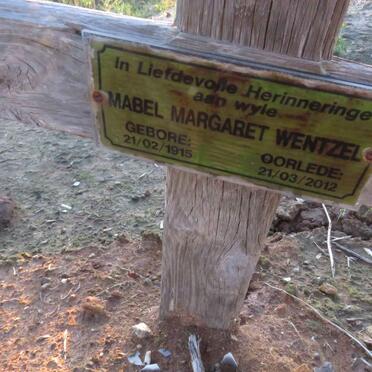 In Liefdevolle Herinneringe
aan wyle
MABEL MARGARET WENTZEL
GEBORE:
21/02/1915
OORLEDE:
21/03/2012